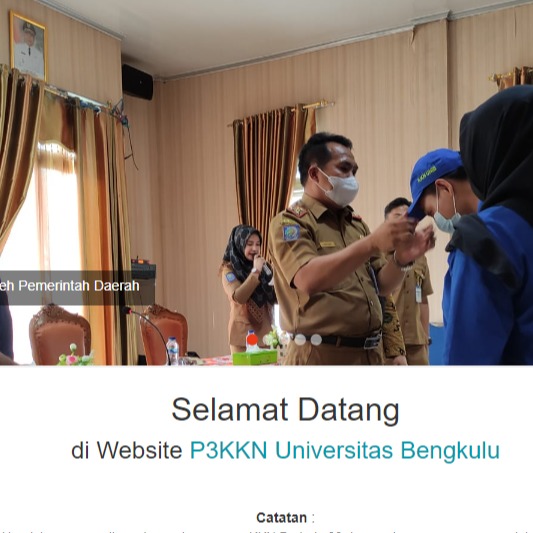 eh Pemerintah Daerah
Selamat Datang
di Website P3KKN Universitas Bengkulu
Catatan :